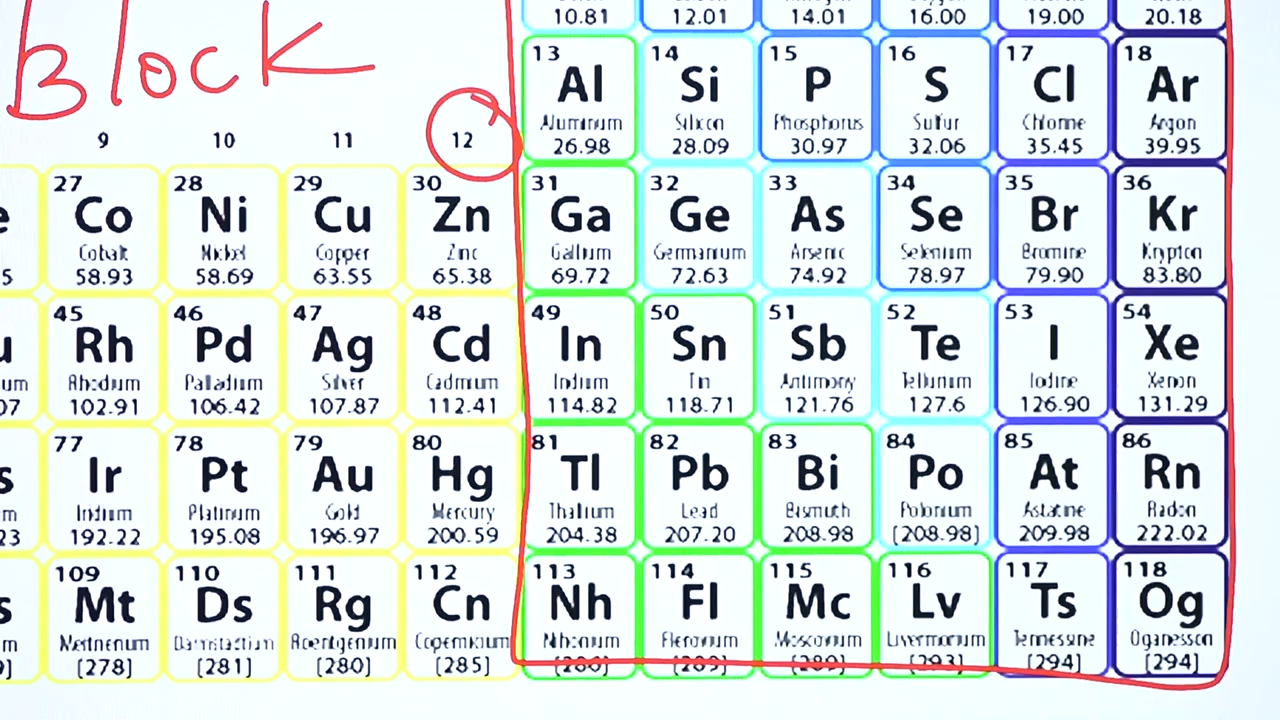 10.81 12.01 14.01 16.00 19.00 20.18
Block
13 14 15 16 17 18
Al Si P S Cl Ar
Aluminum Silicon Phosphorus Sulfur Chlorine Argon
26.98 28.09 30.97 32.06 35.45 39.95
9 10 11 12
27 28 29 30 31 32 33 34 35 36
Co Ni Cu Zn Ga Ge As Se Br Kr
Cobalt Nickel Copper Zinc Gallium Germanium Arsenic Selenium Bromine Krypton
58.93 58.69 63.55 65.38 69.72 72.63 74.92 78.97 79.90 83.80
45 46 47 48 49 50 51 52 53 54
Rh Pd Ag Cd In Sn Sb Te I Xe
um Rhodium Palladium Silver Cadmium Indium Tin Antimony Tellurium Iodine Xenon
07 102.91 106.42 107.87 112.41 114.82 118.71 121.76 127.6 126.90 131.29
77 78 79 80 81 82 83 84 85 86
s Ir Pt Au Hg Tl Pb Bi Po At Rn
m Iridium Platinum Gold Mercury Thallium Lead Bismuth Polonium Astatine Radon
23 192.22 195.08 196.97 200.59 204.38 207.20 208.98 [208.98] 209.98 222.02
109 110 111 112 113 114 115 116 117 118
s Mt Ds Rg Cn Nh Fl Mc Lv Ts Og
m Meitnerium Darmstadtium Roentgenium Copernicium Nihonium Flerovium Moscovium Livermorium Tennessine Oganesson
[278] [281] [280] [285] [286] [289] [289] [293] [294] [294]